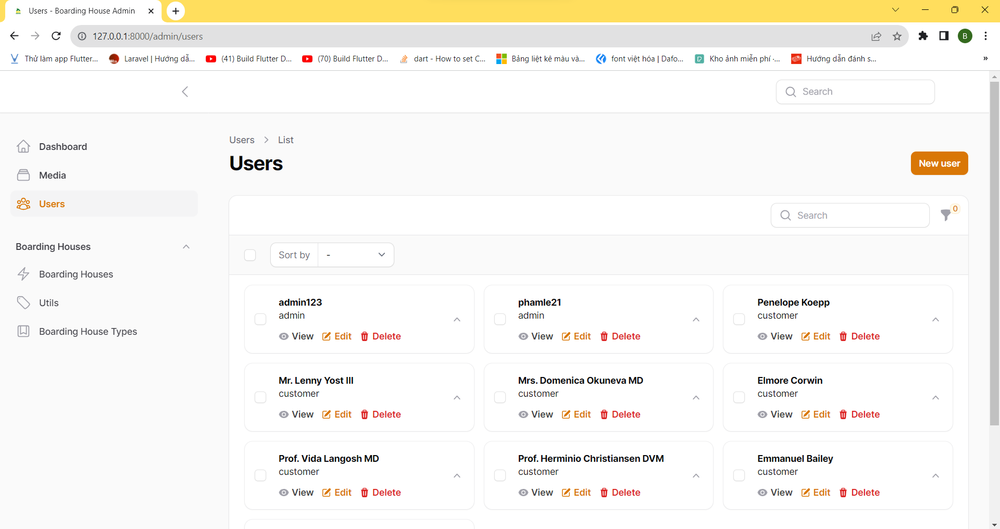 Users - Boarding House Admin
127.0.0.1:8000/admin/users
B
Thử làm app Flutter...
Laravel | Hướng dẫ...
(41) Build Flutter D...
(70) Build Flutter D...
dart - How to set C...
Bảng liệt kê màu và...
font việt hóa | Dafo...
Kho ảnh miễn phí ·...
Hướng dẫn đánh s...
»
Search
Dashboard
Media
Users
Boarding Houses
Boarding Houses
Utils
Boarding House Types
Users > List
Users
New user
Search
0
Sort by -
admin123
admin
View Edit Delete
phamle21
admin
View Edit Delete
Penelope Koepp
customer
View Edit Delete
Mr. Lenny Yost III
customer
View Edit Delete
Mrs. Domenica Okuneva MD
customer
View Edit Delete
Elmore Corwin
customer
View Edit Delete
Prof. Vida Langosh MD
customer
View Edit Delete
Prof. Herminio Christiansen DVM
customer
View Edit Delete
Emmanuel Bailey
customer
View Edit Delete